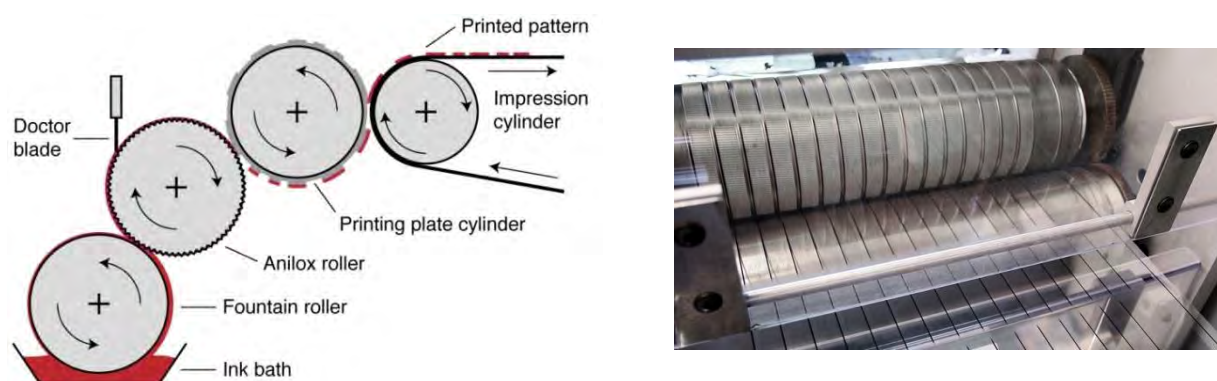 Printed pattern
Impression
cylinder
Doctor
blade
Printing plate cylinder
Anilox roller
Fountain roller
Ink bath